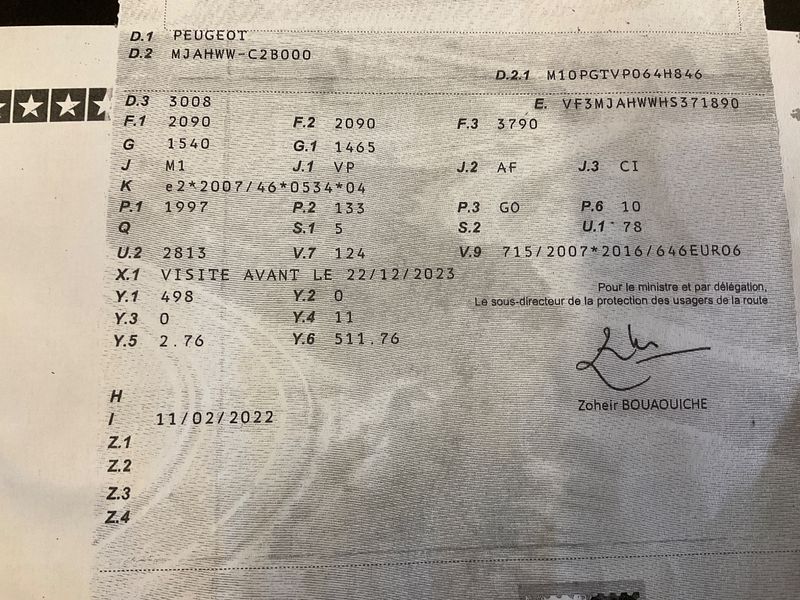 D.1 PEUGEOT
D.2 MJAHWW-C2B000
D.2.1 M10PGTVP064H846
D.3 3008 E. VF3MJAHWWHS371890
F.1 2090 F.2 2090 F.3 3790
G 1540 G.1 1465
J M1 J.1 VP J.2 AF J.3 CI
K e2*2007/46*0534*04
P.1 1997 P.2 133 P.3 GO P.6 10
Q S.1 5 S.2 U.1 78
U.2 2813 V.7 124 V.9 715/2007*2016/646EURO6
X.1 VISITE AVANT LE 22/12/2023
Y.1 498 Y.2 0
Pour le ministre et par délégation,
Le sous-directeur de la protection des usagers de la route
Y.3 0 Y.4 11
Y.5 2.76 Y.6 511.76
Zoheir BOUAOUICHE
H
I 11/02/2022
Z.1
Z.2
Z.3
Z.4